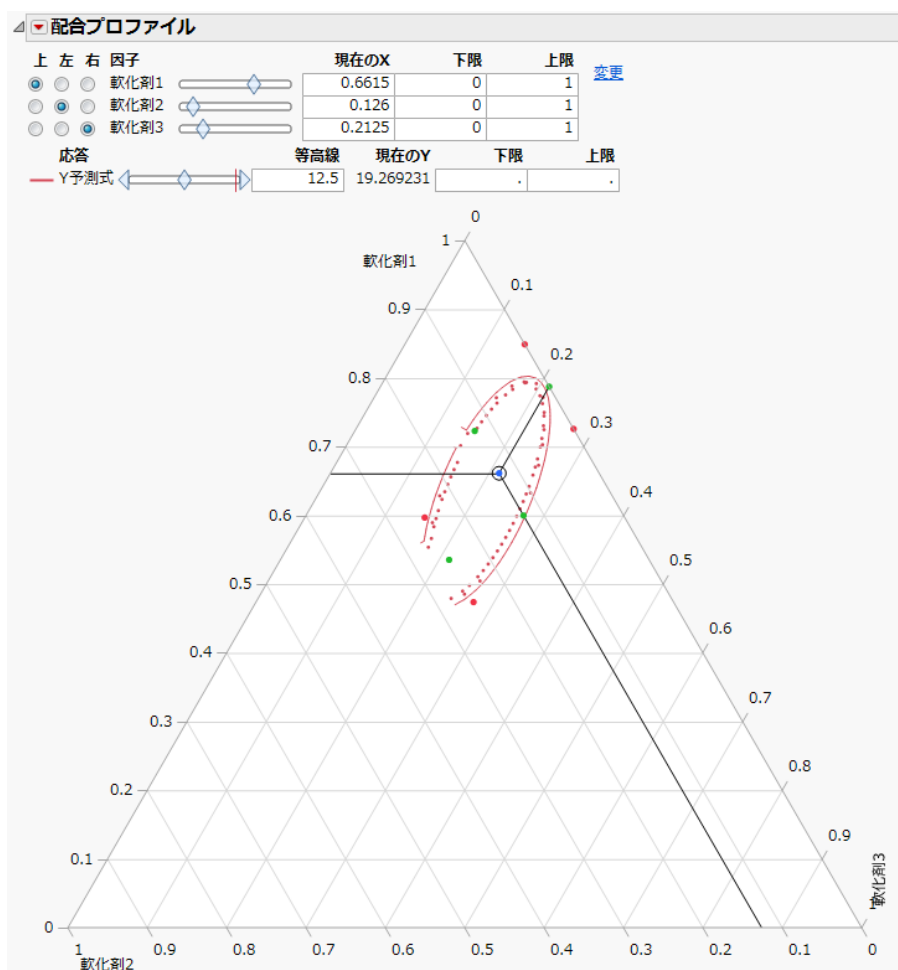 配合プロファイル
上 左 右 因子 現在のX 下限 上限
軟化剤1 0.6615 0 1 変更
軟化剤2 0.126 0 1
軟化剤3 0.2125 0 1
応答 等高線 現在のY 下限 上限
Y予測式 12.5 19.269231 . .
0
1
軟化剤1
0.1
0.9
0.2
0.8
0.3
0.7
0.4
0.6
0.5
0.5
0.6
0.4
0.7
0.3
0.8
0.2
0.9
0.1
軟化剤3
0
1 0.9 0.8 0.7 0.6 0.5 0.4 0.3 0.2 0.1 0
軟化剤2